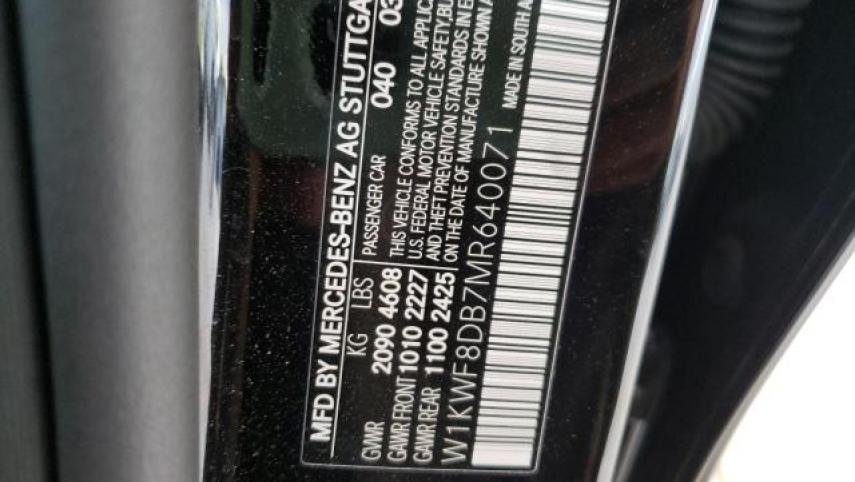 MFD BY MERCEDES-BENZ AG STUTTGA
KG LBS
GVWR 2090 4608
GAWR FRONT 1010 2227
GAWR REAR 1100 2425
PASSENGER CAR 040 03
THIS VEHICLE CONFORMS TO ALL APPLICA
U.S. FEDERAL MOTOR VEHICLE SAFETY, BU
AND THEFT PREVENTION STANDARDS IN E
ON THE DATE OF MANUFACTURE SHOWN A
W1KWF8DB7MR640071
MADE IN SOUTH A